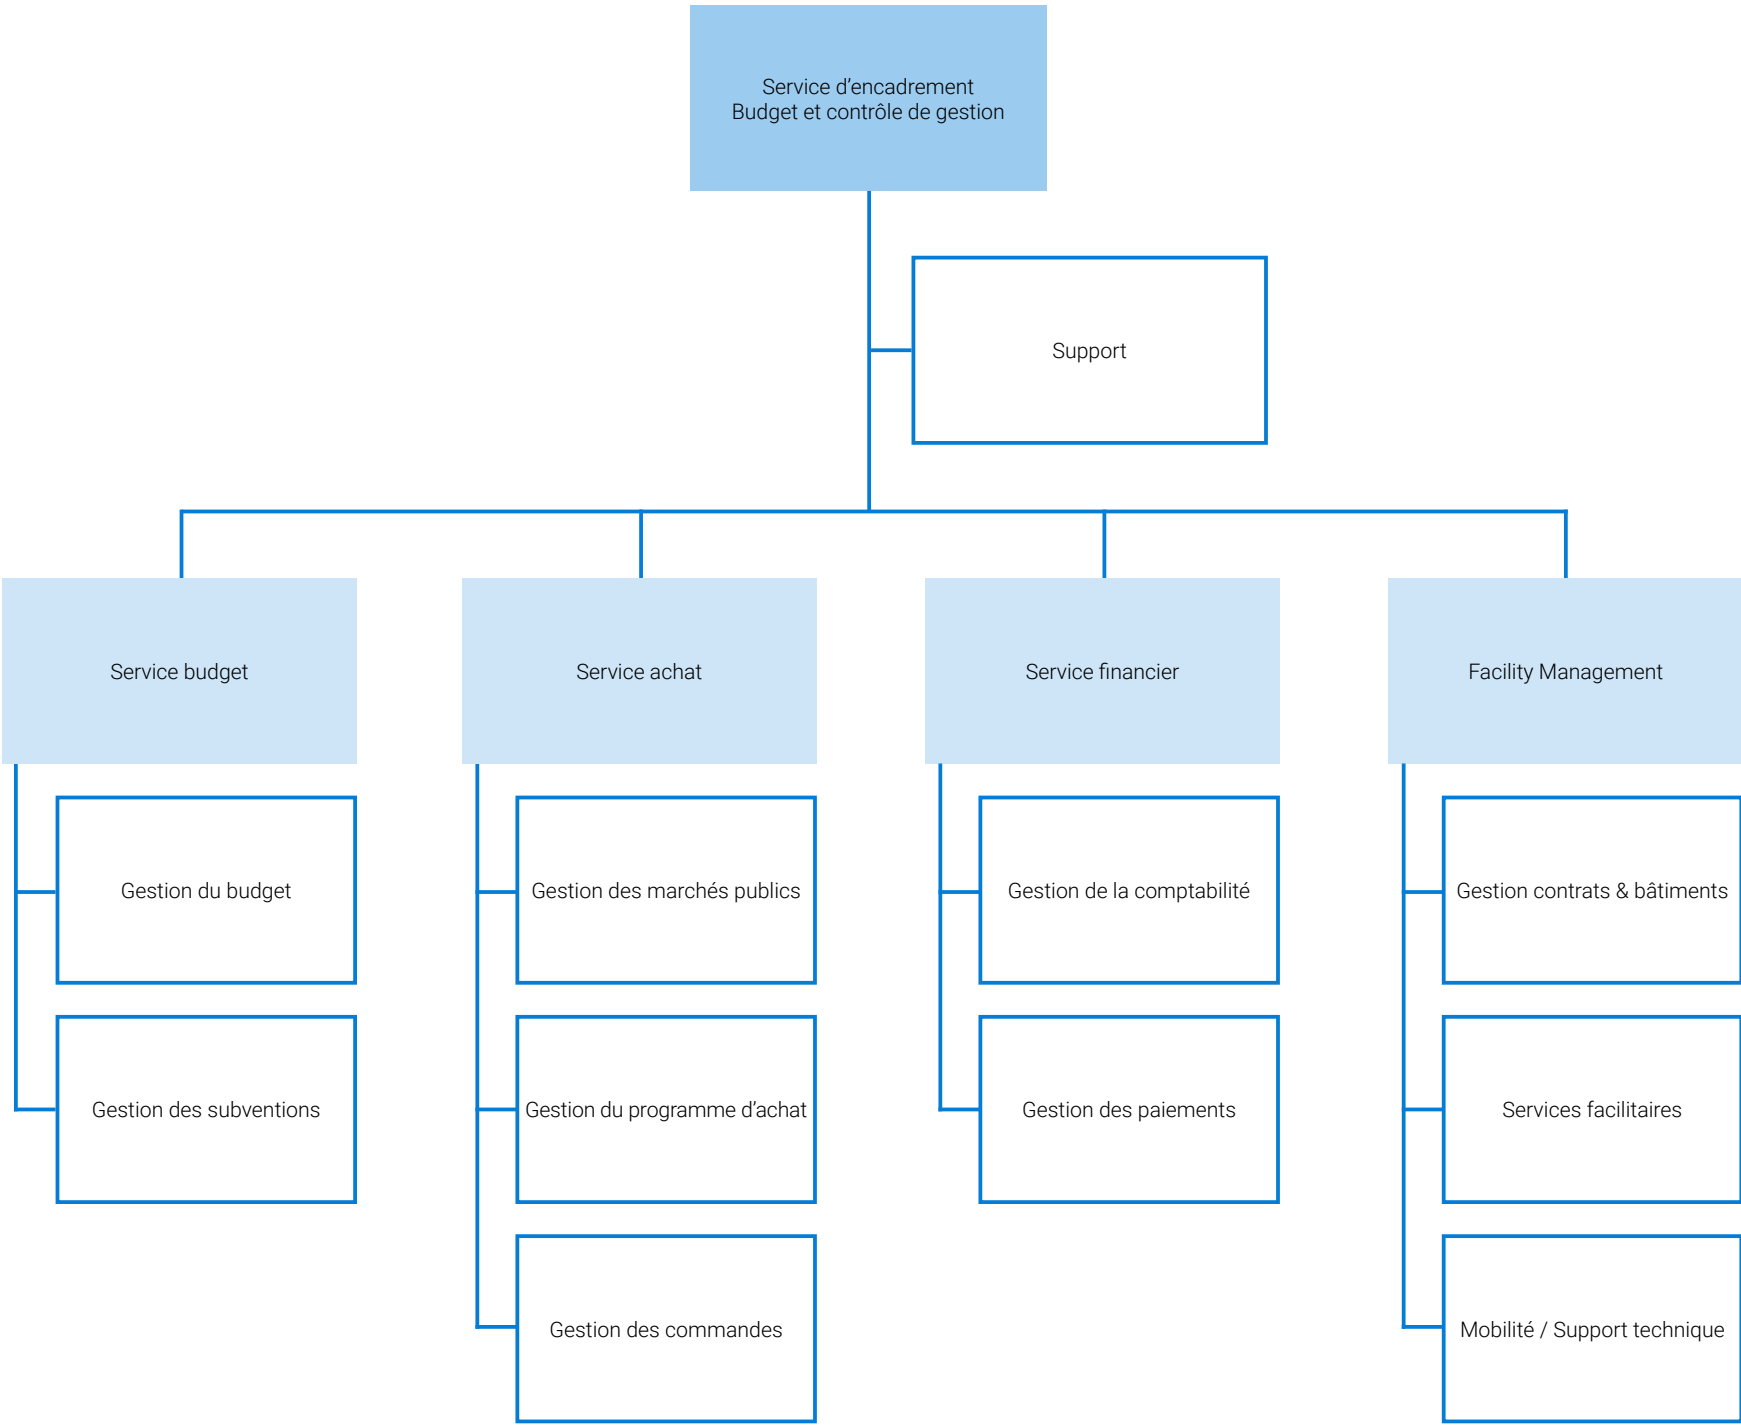 Service d’encadrement
Budget et contrôle de gestion
Support
Service budget
Service achat
Service financier
Facility Management
Gestion du budget
Gestion des marchés publics
Gestion de la comptabilité
Gestion contrats & bâtiments
Gestion des subventions
Gestion du programme d’achat
Gestion des paiements
Services facilitaires
Gestion des commandes
Mobilité / Support technique